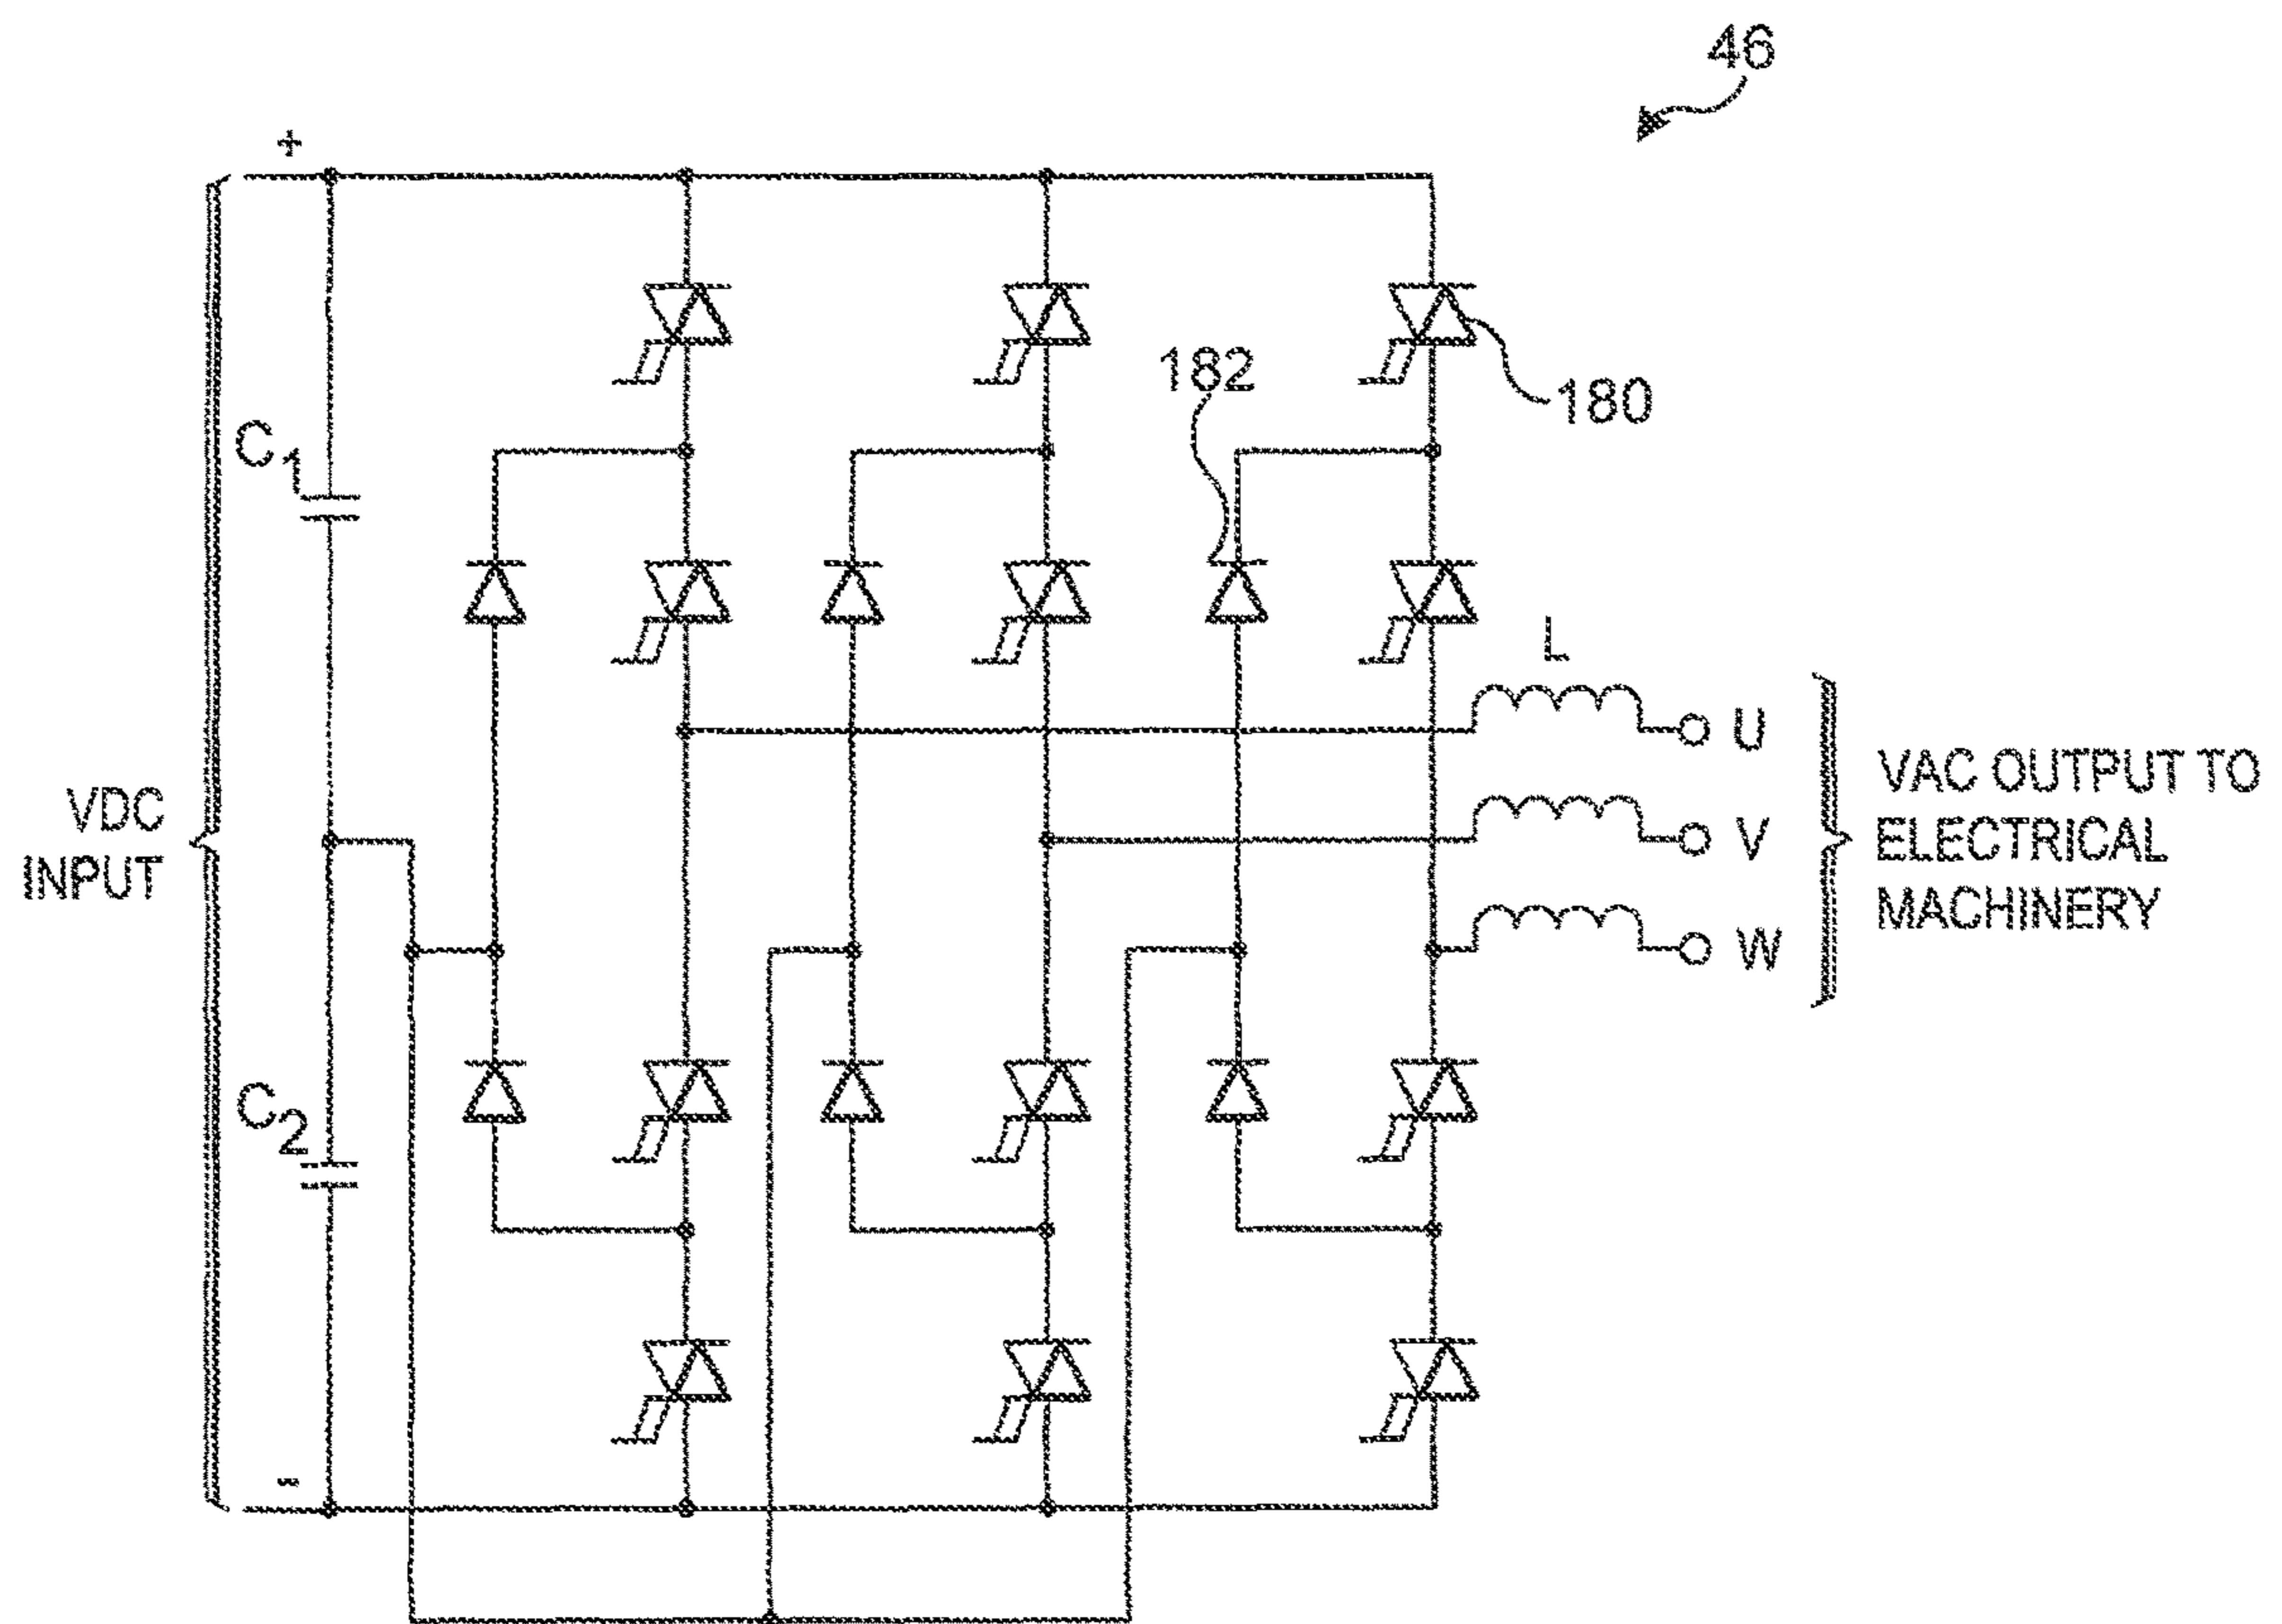 46
+
182
180
C1
L
U
VDC
INPUT
V
VAC OUTPUT TO
ELECTRICAL
MACHINERY
W
C2
-